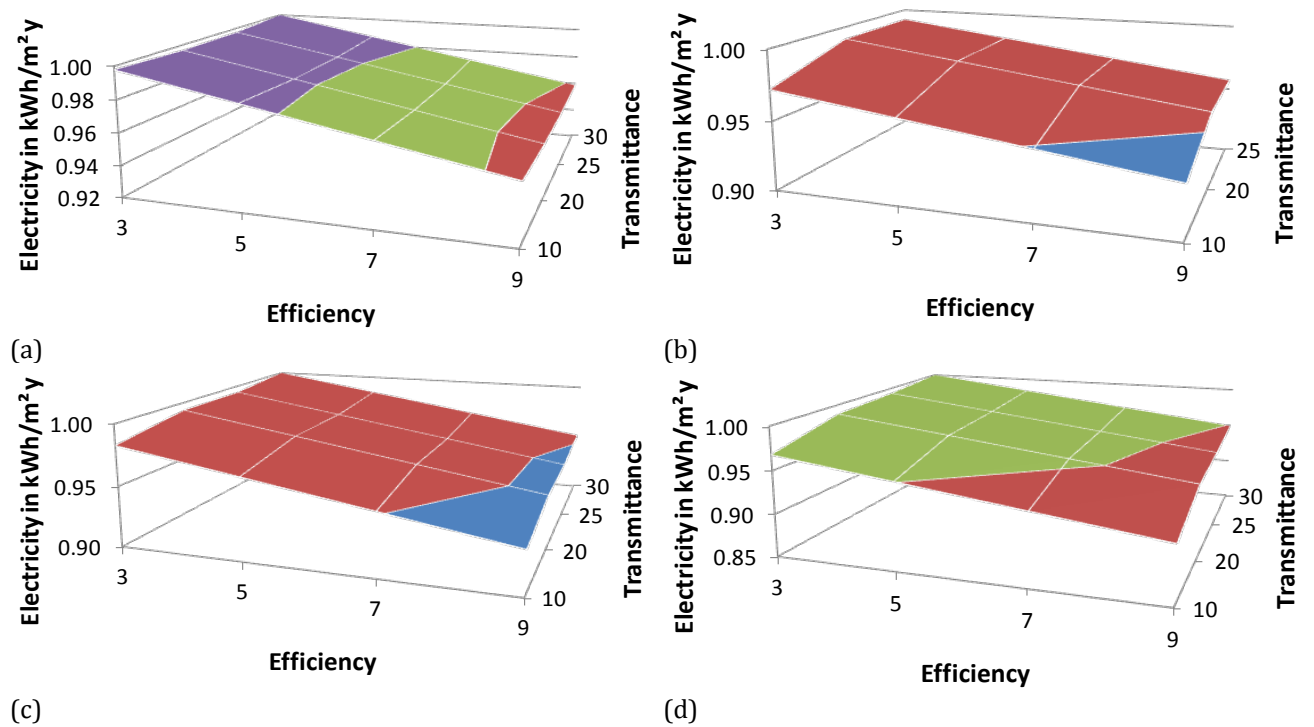 Electricity in kWh/m² y
1.00
0.98
0.96
0.94
0.92
3
5
7
9
Efficiency
10
20
25
30
Transmittance
(a)
Electricity in kWh/m² y
1.00
0.95
0.90
3
5
7
9
Efficiency
10
20
25
Transmittance
(b)
Electricity in kWh/m² y
1.00
0.95
0.90
3
5
7
9
Efficiency
10
20
25
30
Transmittance
(c)
Electricity in kWh/m² y
1.00
0.95
0.90
0.85
3
5
7
9
Efficiency
10
20
25
30
Transmittance
(d)